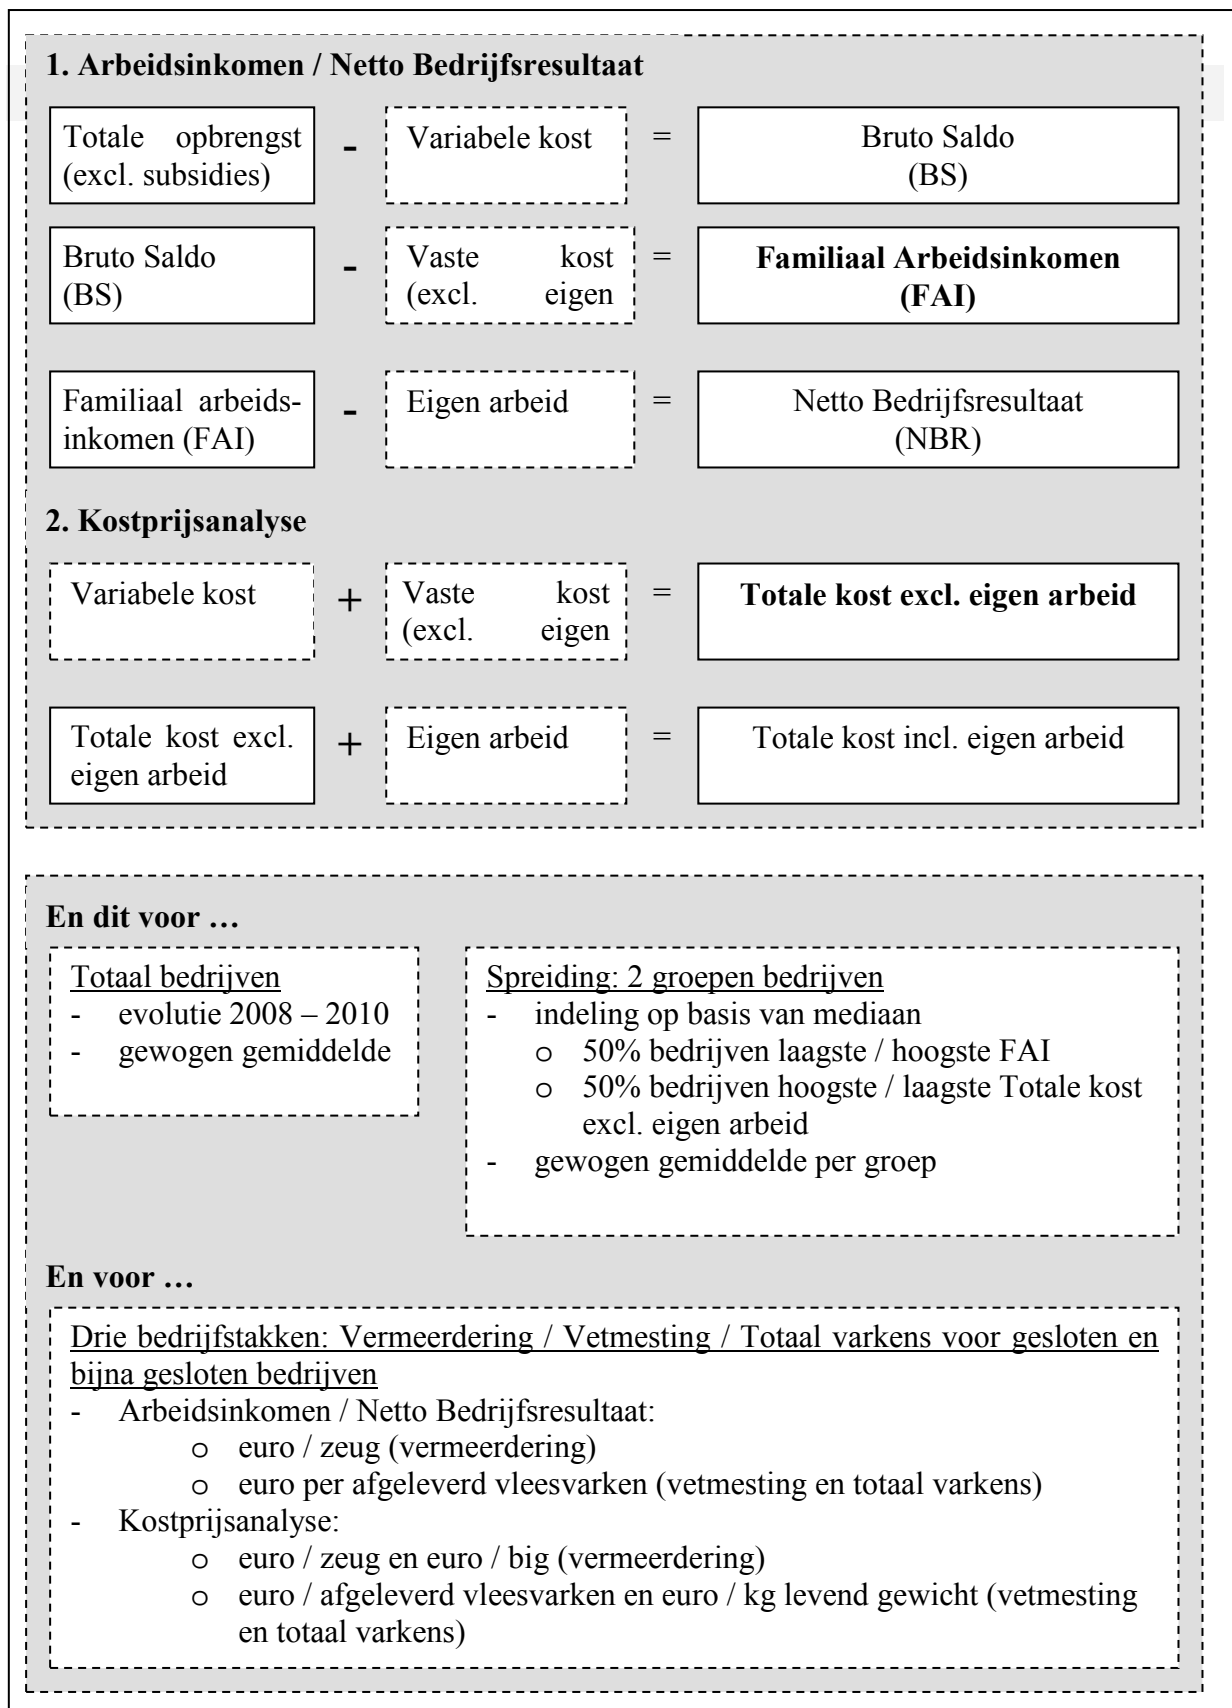 1. Arbeidsinkomen / Netto Bedrijfsresultaat
Totale opbrengst - Variabele kost = Bruto Saldo
(excl. subsidies) (BS)
Bruto Saldo - Vaste kost = Familiaal Arbeidsinkomen
(BS) (excl. eigen (FAI)
Familiaal arbeids- - Eigen arbeid = Netto Bedrijfsresultaat
inkomen (FAI) (NBR)
2. Kostprijsanalyse
Variabele kost + Vaste kost = Totale kost excl. eigen arbeid
(excl. eigen
Totale kost excl. + Eigen arbeid = Totale kost incl. eigen arbeid
eigen arbeid
En dit voor …
Totaal bedrijven
- evolutie 2008 – 2010
- gewogen gemiddelde
Spreiding: 2 groepen bedrijven
- indeling op basis van mediaan
o 50% bedrijven laagste / hoogste FAI
o 50% bedrijven hoogste / laagste Totale kost
excl. eigen arbeid
- gewogen gemiddelde per groep
En voor …
Drie bedrijfstakken: Vermeerdering / Vetmesting / Totaal varkens voor gesloten en
bijna gesloten bedrijven
- Arbeidsinkomen / Netto Bedrijfsresultaat:
o euro / zeug (vermeerdering)
o euro per afgeleverd vleesvarken (vetmesting en totaal varkens)
- Kostprijsanalyse:
o euro / zeug en euro / big (vermeerdering)
o euro / afgeleverd vleesvarken en euro / kg levend gewicht (vetmesting
en totaal varkens)